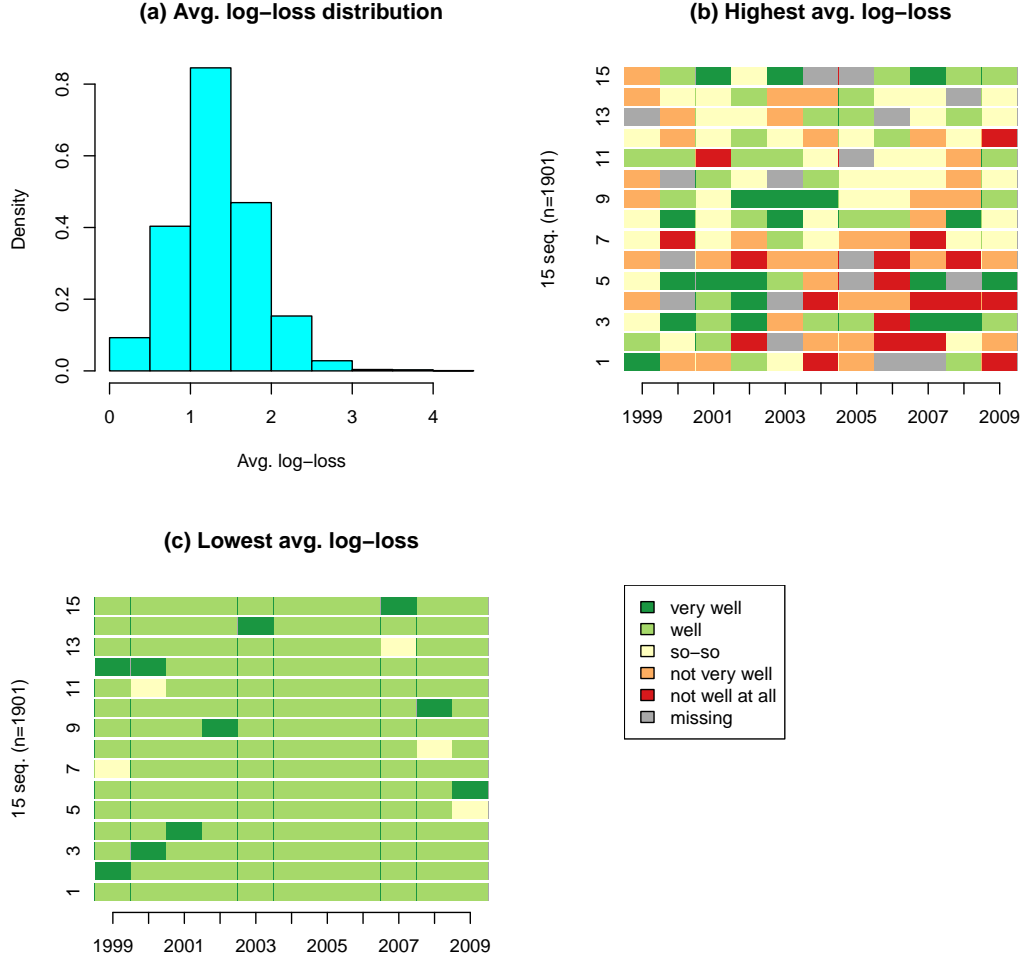 (a) Avg. log−loss distribution
Density
0.0
0.2
0.4
0.6
0.8
0
1
2
3
4
Avg. log−loss
(b) Highest avg. log−loss
15 seq. (n=1901)
1
3
5
7
9
11
13
15
1999
2001
2003
2005
2007
2009
(c) Lowest avg. log−loss
15 seq. (n=1901)
1
3
5
7
9
11
13
15
1999
2001
2003
2005
2007
2009
very well
well
so−so
not very well
not well at all
missing